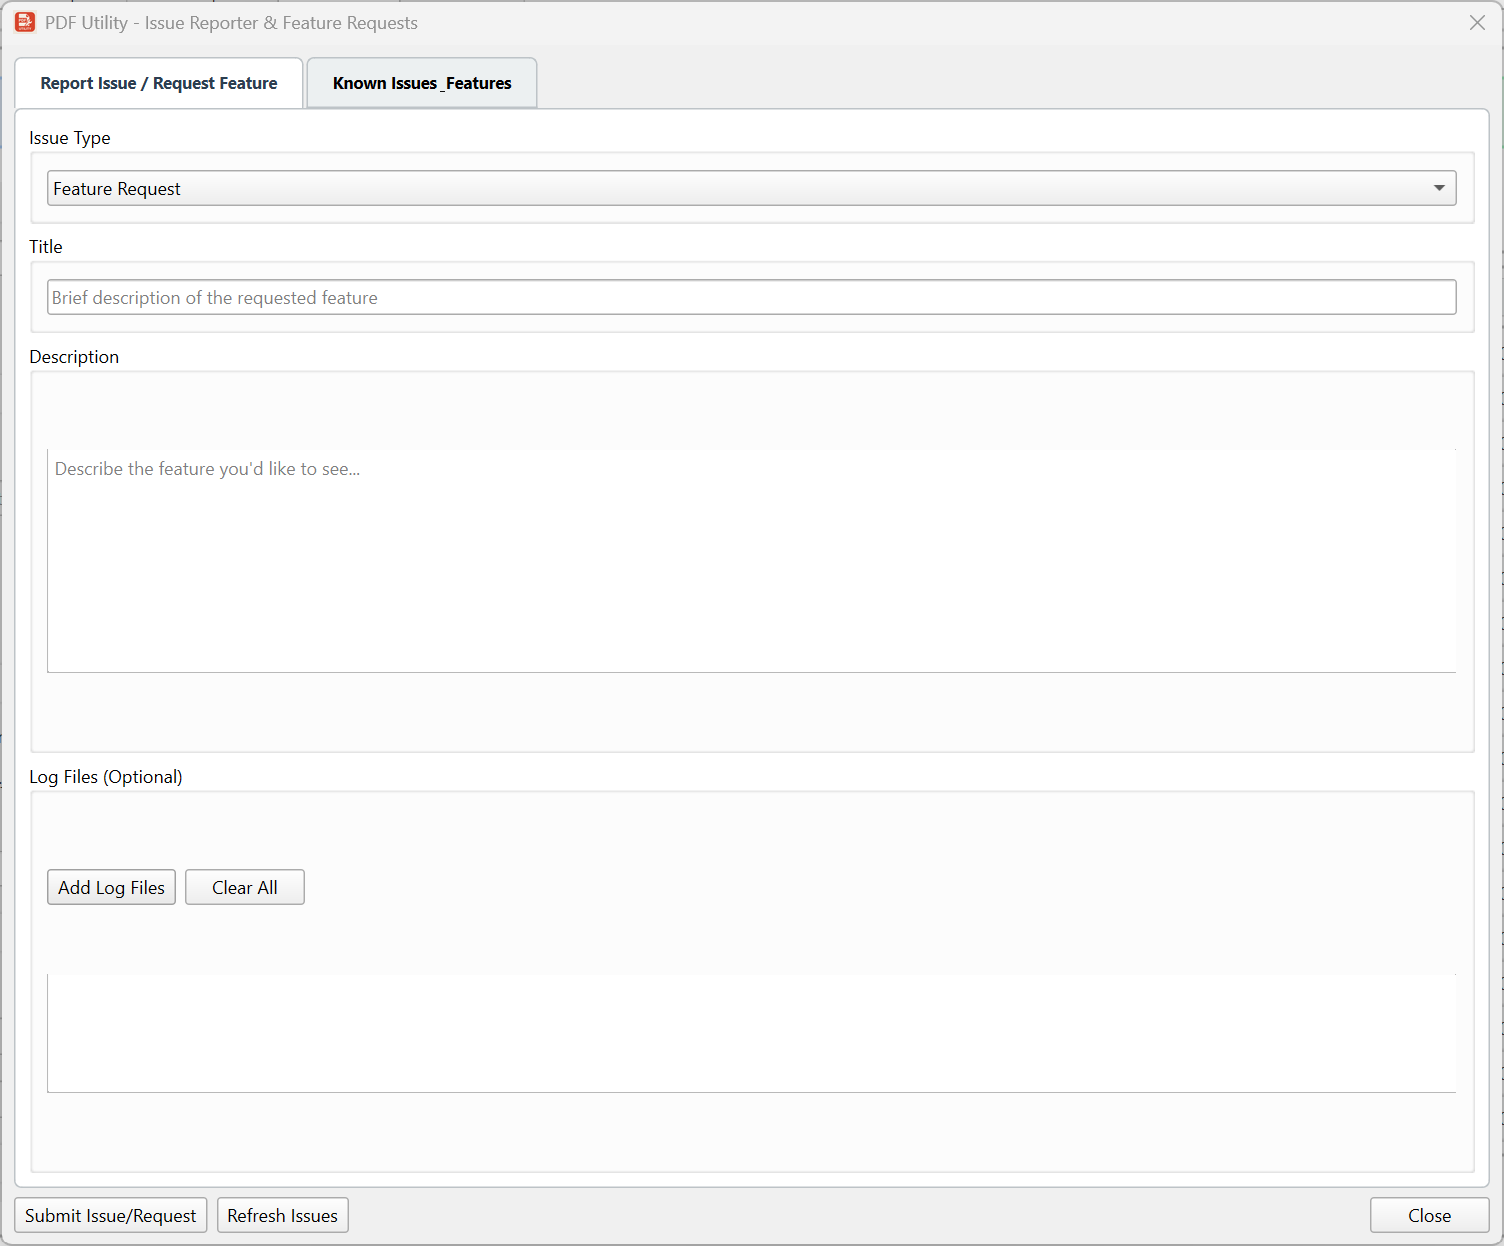 PDF Utility - Issue Reporter & Feature Requests
Report Issue / Request Feature
Known Issues _Features
Issue Type
Feature Request
Title
Brief description of the requested feature
Description
Describe the feature you'd like to see...
Log Files (Optional)
Add Log Files
Clear All
Submit Issue/Request
Refresh Issues
Close